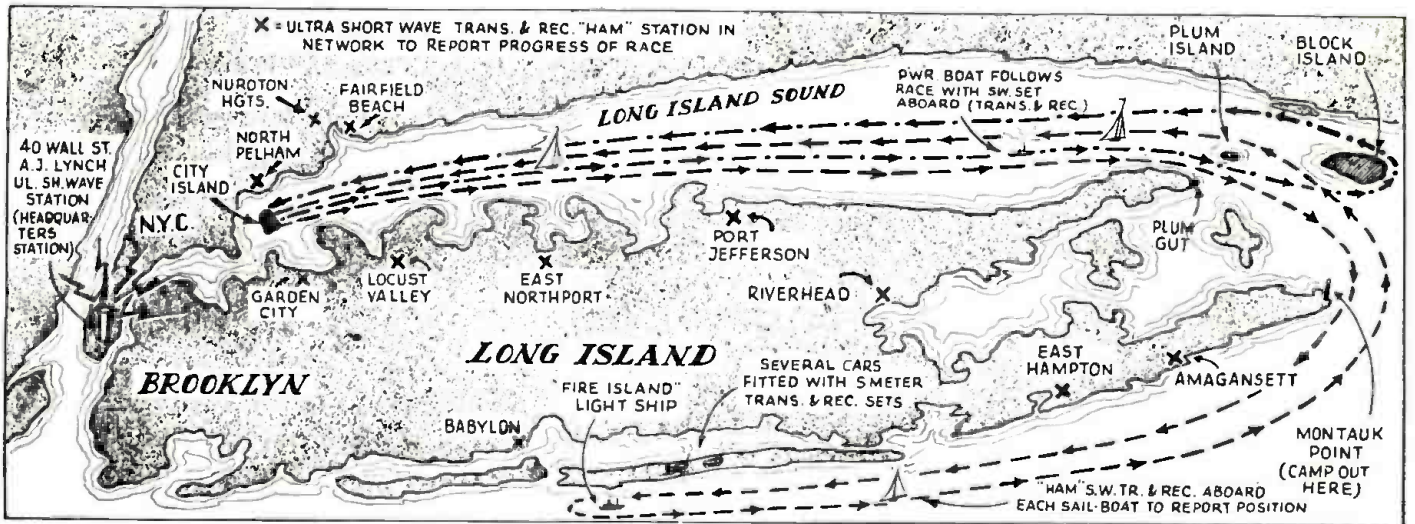 X = ULTRA SHORT WAVE TRANS. & REC. "HAM" STATION IN
NETWORK TO REPORT PROGRESS OF RACE
PLUM
ISLAND
BLOCK
ISLAND
NUROTON
HGTS.
FAIRFIELD
BEACH
PWR BOAT FOLLOWS
RACE WITH S.W. SET
ABOARD (TRANS. & REC.)
LONG ISLAND SOUND
40 WALL ST.
A.J. LYNCH
UL. SH. WAVE
STATION
(HEADQUAR-
TERS
STATION)
NORTH
PELHAM
CITY
ISLAND
N.Y.C.
GARDEN
CITY
LOCUST
VALLEY
EAST
NORTHPORT
PORT
JEFFERSON
RIVERHEAD
PLUM
GUT
BROOKLYN
LONG ISLAND
"FIRE ISLAND"
LIGHT SHIP
SEVERAL CARS
FITTED WITH 5 METER
TRANS. & REC. SETS
EAST
HAMPTON
AMAGANSETT
BABYLON
MONTAUK
POINT
(CAMP OUT
HERE)
"HAM" S.W. TR. & REC. ABOARD
EACH SAIL-BOAT TO REPORT POSITION